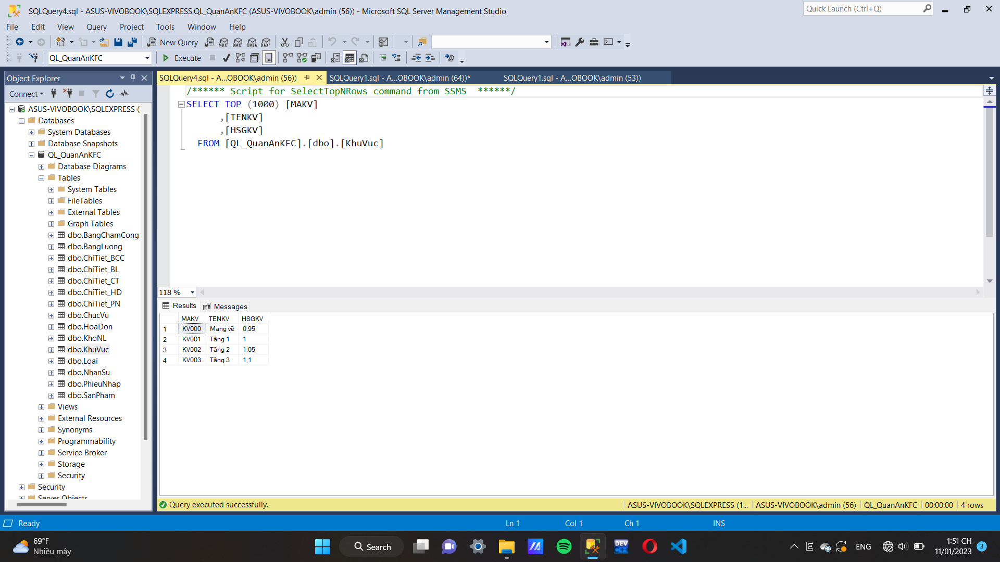 SQLQuery4.sql - ASUS-VIVOBOOK\SQLEXPRESS.QL_QuanAnKFC (ASUS-VIVOBOOK\admin (56)) - Microsoft SQL Server Management Studio
Quick Launch (Ctrl+Q)
File Edit View Query Project Tools Window Help
New Query MDX DMX XMLA DAX
QL_QuanAnKFC Execute
Object Explorer
Connect
ASUS-VIVOBOOK\SQLEXPRESS (
Databases
System Databases
Database Snapshots
QL_QuanAnKFC
Database Diagrams
Tables
System Tables
FileTables
External Tables
Graph Tables
dbo.BangChamCong
dbo.BangLuong
dbo.ChiTiet_BCC
dbo.ChiTiet_BL
dbo.ChiTiet_CT
dbo.ChiTiet_HD
dbo.ChiTiet_PN
dbo.ChucVu
dbo.HoaDon
dbo.KhoNL
dbo.KhuVuc
dbo.Loai
dbo.NhanSu
dbo.PhieuNhap
dbo.SanPham
Views
External Resources
Synonyms
Programmability
Service Broker
Storage
Security
Security
Server Objects
SQLQuery4.sql - A...OBOOK\admin (56)) SQLQuery1.sql - A...OBOOK\admin (64))* SQLQuery1.sql - A...OBOOK\admin (53))
/****** Script for SelectTopNRows command from SSMS ******/
SELECT TOP (1000) [MAKV]
,[TENKV]
,[HSGKV]
FROM [QL_QuanAnKFC].[dbo].[KhuVuc]
118 %
Results Messages
MAKV TENKV HSGKV
1 KV000 Mang về 0,95
2 KV001 Tầng 1 1
3 KV002 Tầng 2 1,05
4 KV003 Tầng 3 1,1
Query executed successfully. ASUS-VIVOBOOK\SQLEXPRESS (1... ASUS-VIVOBOOK\admin (56) QL_QuanAnKFC 00:00:00 4 rows
Ready Ln 1 Col 1 Ch 1 INS
69°F
Nhiều mây
Search
DEV
C++
ENG
1:51 CH
11/01/2023
3